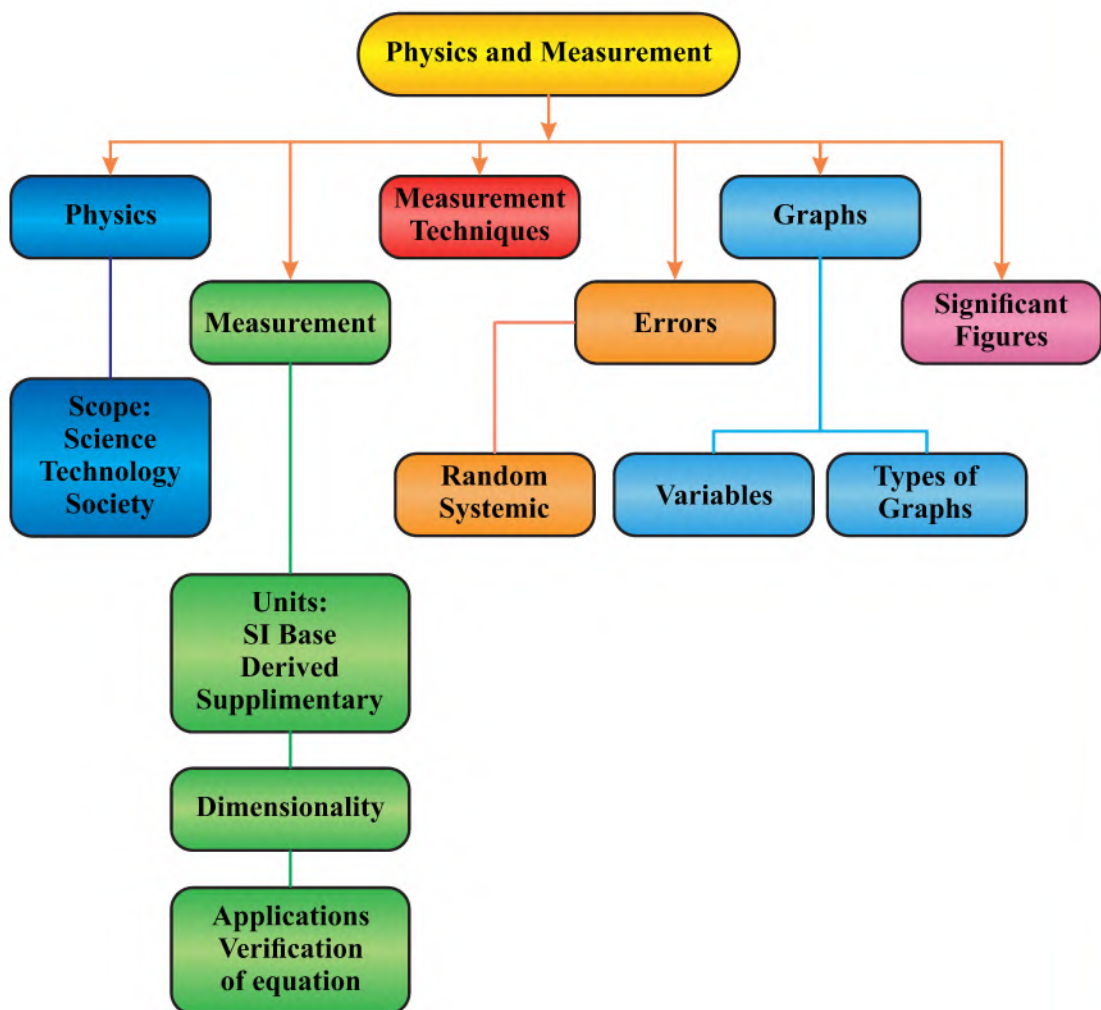 Physics and Measurement
Physics
Measurement
Techniques
Graphs
Measurement
Errors
Significant
Figures
Scope:
Science
Technology
Society
Random
Systemic
Variables
Types of
Graphs
Units:
SI Base
Derived
Supplimentary
Dimensionality
Applications
Verification
of equation